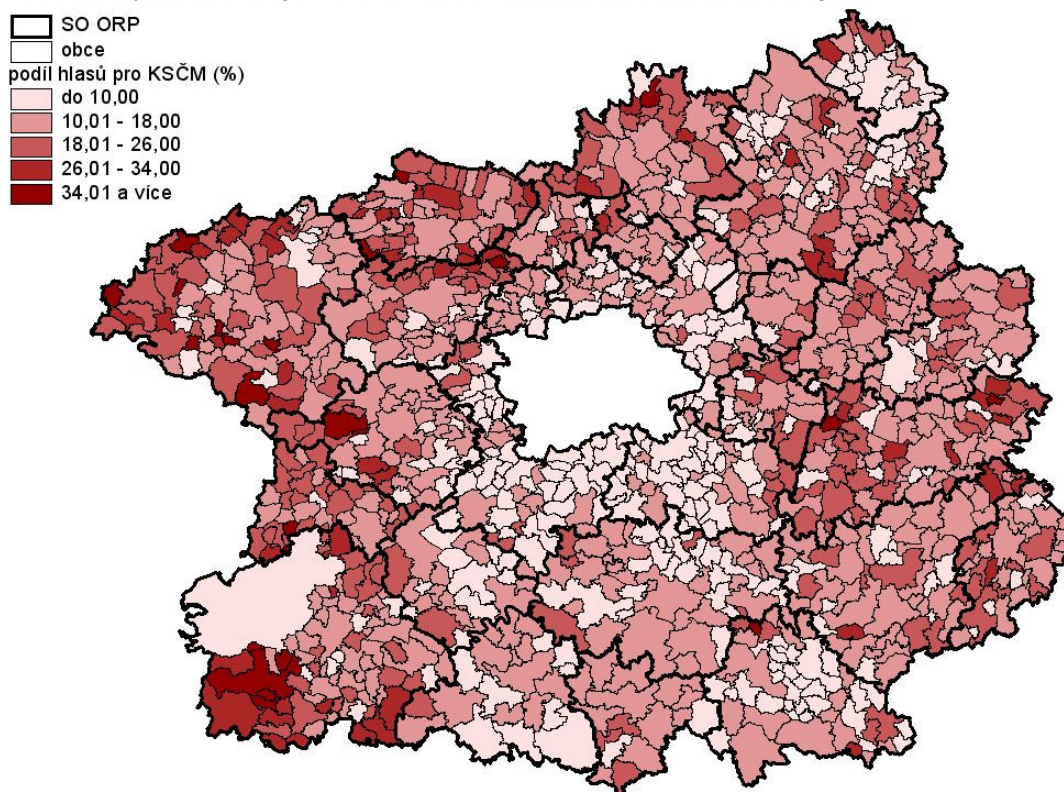 SO ORP
obce
podíl hlasů pro KSČM (%)
do 10,00
10,01 - 18,00
18,01 - 26,00
26,01 - 34,00
34,01 a více